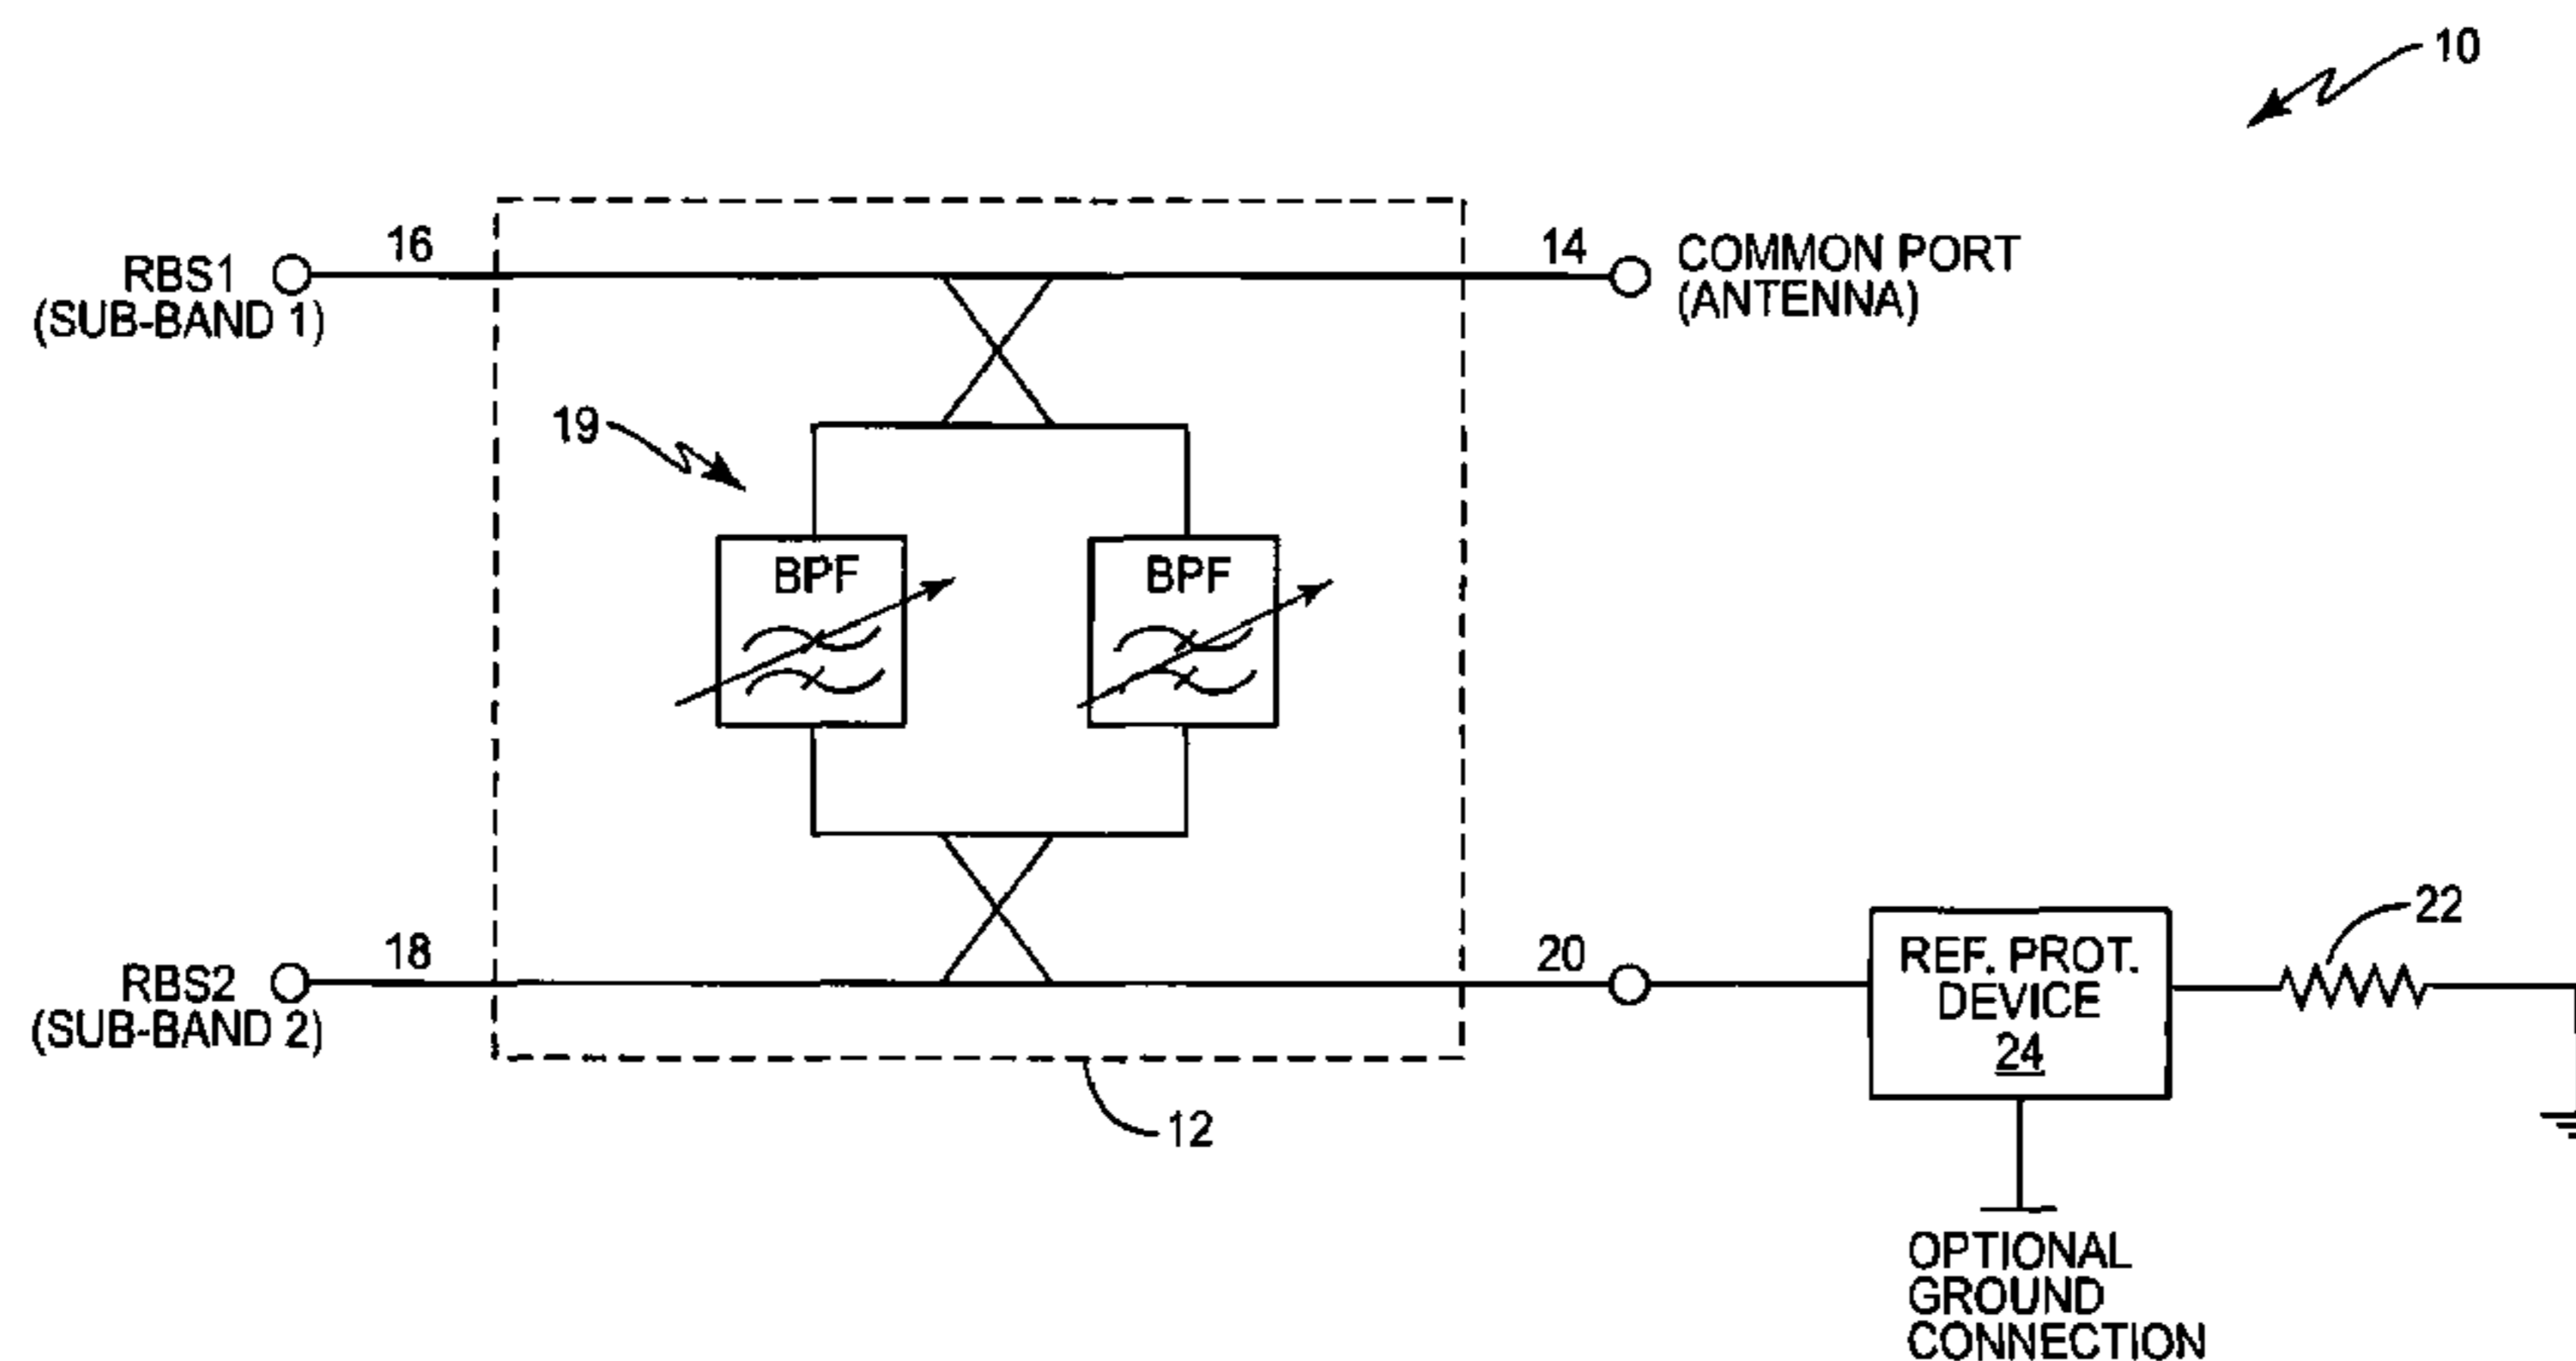 10
16
RBS1
(SUB-BAND 1)
14
COMMON PORT
(ANTENNA)
19
BPF
BPF
18
RBS2
(SUB-BAND 2)
20
REF. PROT.
DEVICE
24
22
12
OPTIONAL
GROUND
CONNECTION